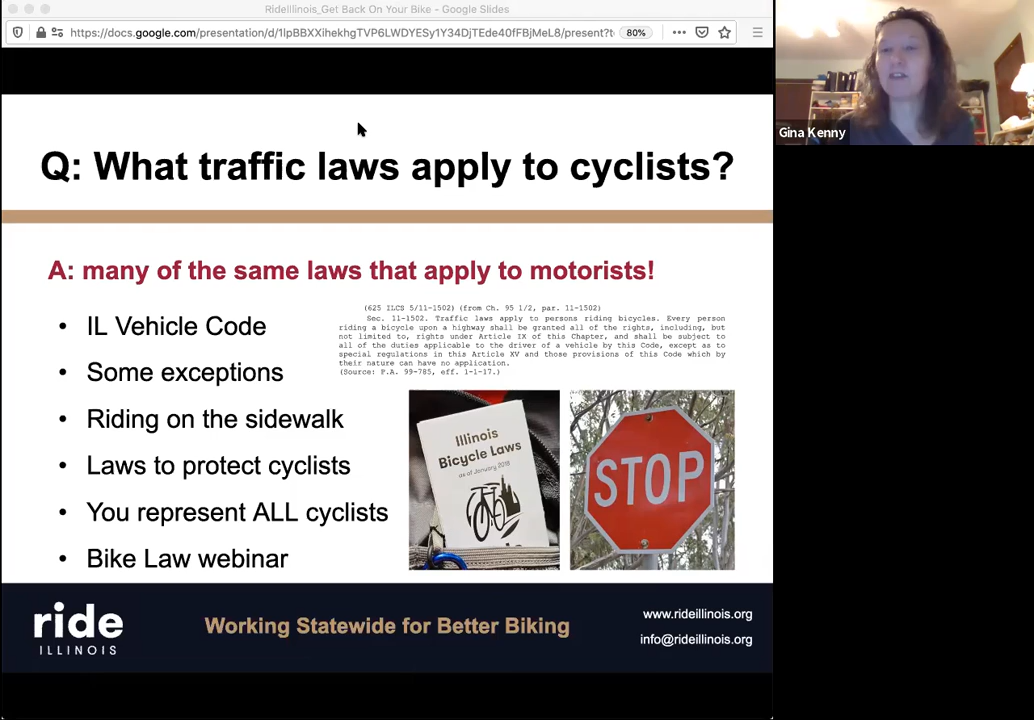 RideIllinois_Get Back On Your Bike - Google Slides
https://docs.google.com/presentation/d/1lpBBXXihekhgTVP6LWDYESy1Y34DjTEde40fFBjMeL8/present?t
80%
Gina Kenny
Q: What traffic laws apply to cyclists?
A: many of the same laws that apply to motorists!
• IL Vehicle Code
• Some exceptions
• Riding on the sidewalk
• Laws to protect cyclists
• You represent ALL cyclists
• Bike Law webinar
(625 ILCS 5/11-1502) (from Ch. 95 1/2, par. 11-1502)
Sec. 11-1502. Traffic laws apply to persons riding bicycles. Every person
riding a bicycle upon a highway shall be granted all of the rights, including, but
not limited to, rights under Article IX of this Chapter, and shall be subject to
all of the duties applicable to the driver of a vehicle by this Code, except as to
special regulations in this Article XV and those provisions of this Code which by
their nature can have no application.
(Source: P.A. 99-785, eff. 1-1-17.)
Illinois
Bicycle Laws
as of January 2018
STOP
ride
ILLINOIS
Working Statewide for Better Biking
www.rideillinois.org
info@rideillinois.org